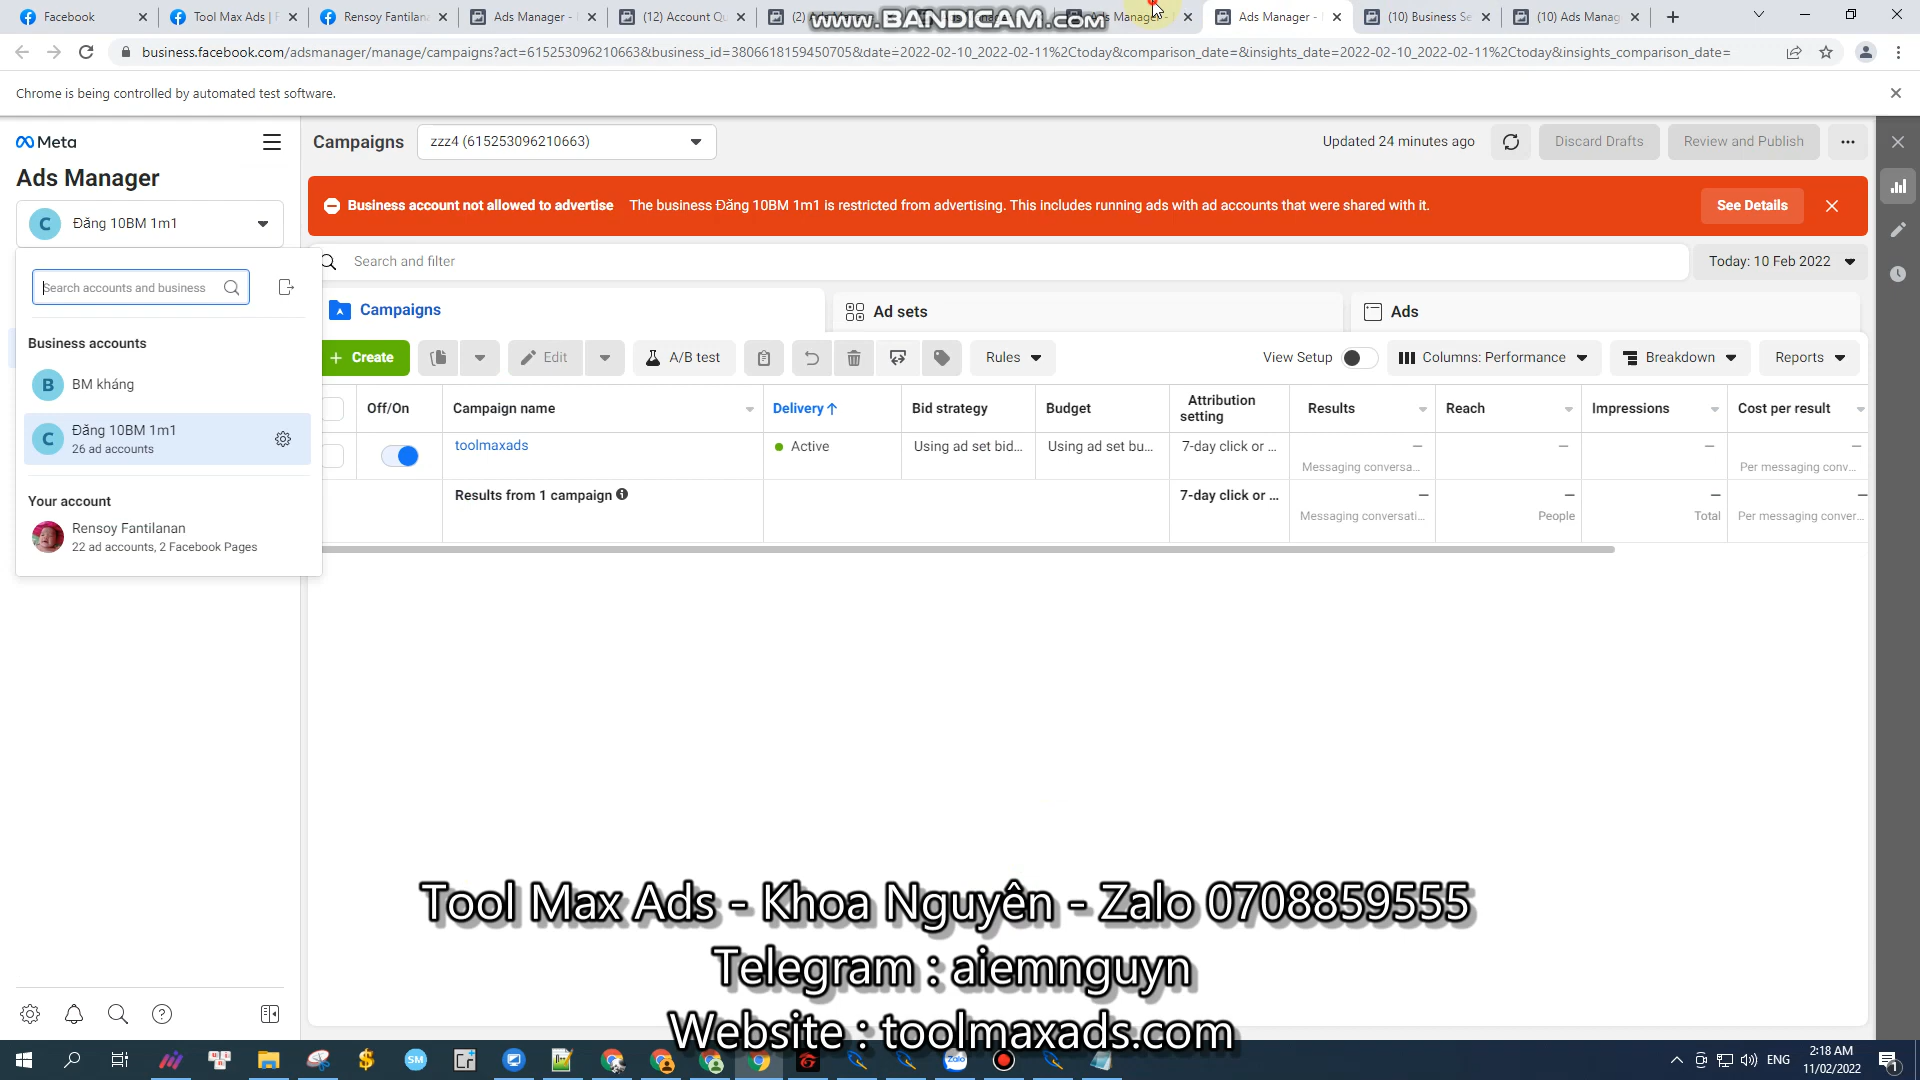 Facebook
Tool Max Ads | F
Rensoy Fantilana
Ads Manager -
(12) Account Qu
(2)
Ads Manager -
Ads Manager -
(10) Business Se
(10) Ads Manag
www.BANDICAM.com
business.facebook.com/adsmanager/manage/campaigns?act=615253096210663&business_id=3806618159450705&date=2022-02-10_2022-02-11%2Ctoday&comparison_date=&insights_date=2022-02-10_2022-02-11%2Ctoday&insights_comparison_date=
Chrome is being controlled by automated test software.
Meta
Campaigns
zzz4 (615253096210663)
Updated 24 minutes ago
Discard Drafts
Review and Publish
Ads Manager
Business account not allowed to advertise The business Đăng 10BM 1m1 is restricted from advertising. This includes running ads with ad accounts that were shared with it.
See Details
C
Đăng 10BM 1m1
Search and filter
Today: 10 Feb 2022
Search accounts and business
Campaigns
Ad sets
Ads
Business accounts
Create
Edit
A/B test
Rules
View Setup
Columns: Performance
Breakdown
Reports
B
BM kháng
Off/On
Campaign name
Delivery
Bid strategy
Budget
Attribution
setting
Results
Reach
Impressions
Cost per result
C
Đăng 10BM 1m1
26 ad accounts
toolmaxads
Active
Using ad set bid...
Using ad set bu...
7-day click or ...
—
—
—
—
Messaging conversa...
Per messaging conv...
Your account
Results from 1 campaign
7-day click or ...
—
—
—
—
Messaging conversati...
People
Total
Per messaging conver...
Rensoy Fantilanan
22 ad accounts, 2 Facebook Pages
Tool Max Ads - Khoa Nguyên - Zalo 0708859555
Telegram : aiemnguyn
Website : toolmaxads.com
SM
Zalo
ENG
2:18 AM
11/02/2022
1